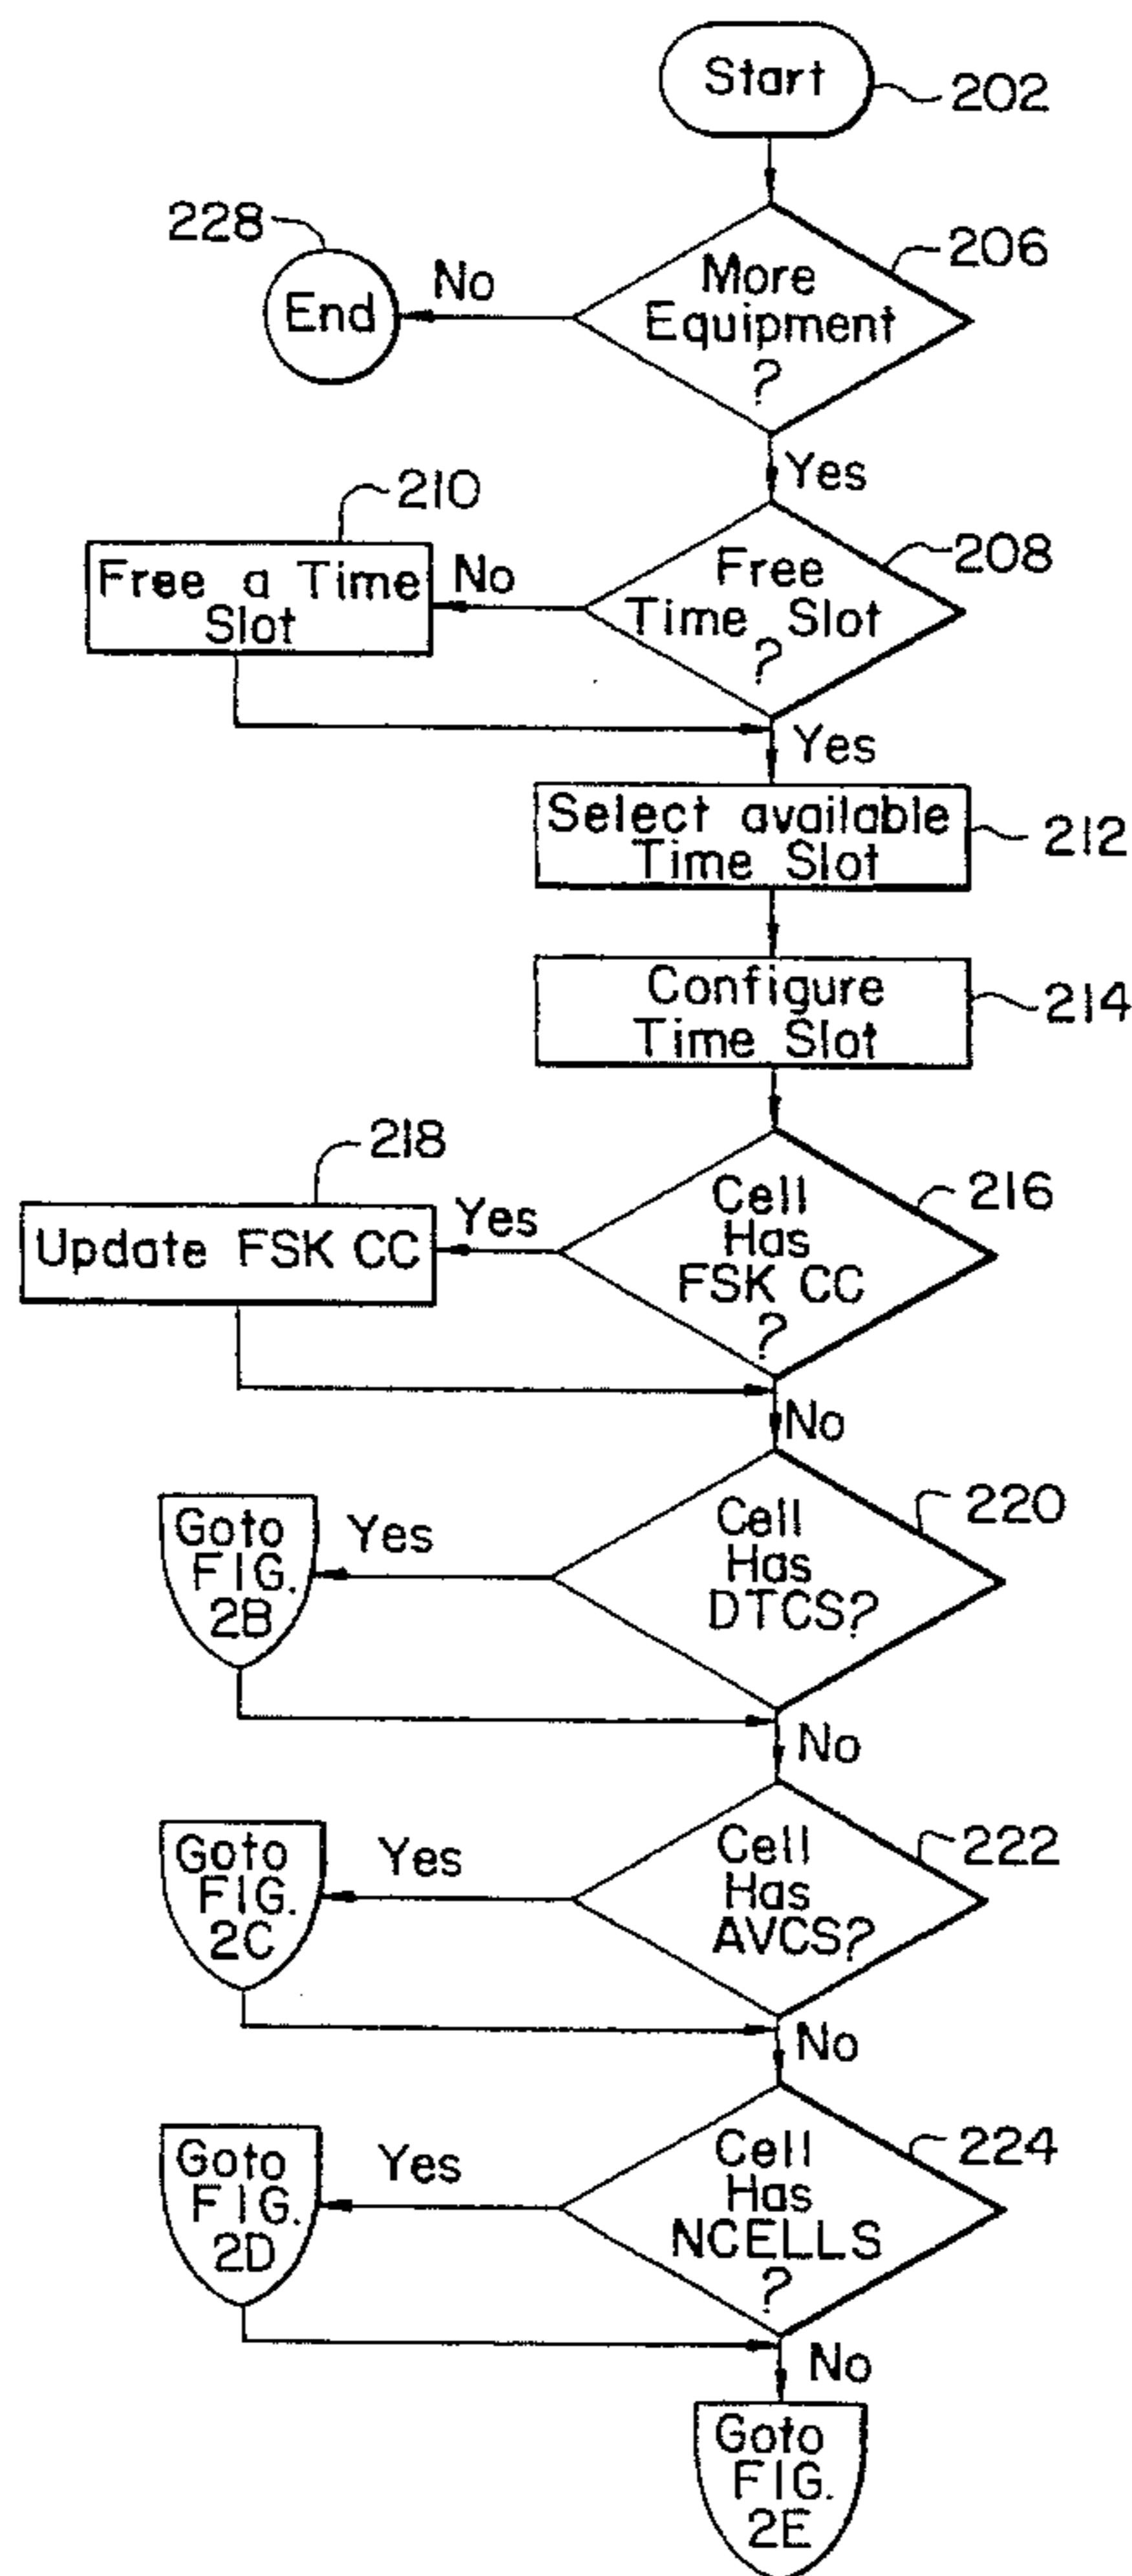 Start
202
228
End
No
More
Equipment
?
206
Yes
210
Free a Time
Slot
No
Free
Time Slot
?
208
Yes
Select available
Time Slot
212
Configure
Time Slot
214
218
Update FSK CC
Yes
Cell
Has
FSK CC
?
216
No
Goto
FIG.
2B
Yes
Cell
Has
DTCS?
220
No
Goto
FIG.
2C
Yes
Cell
Has
AVCS?
222
No
Goto
FIG.
2D
Yes
Cell
Has
NCELLS
?
224
No
Goto
FIG.
2E